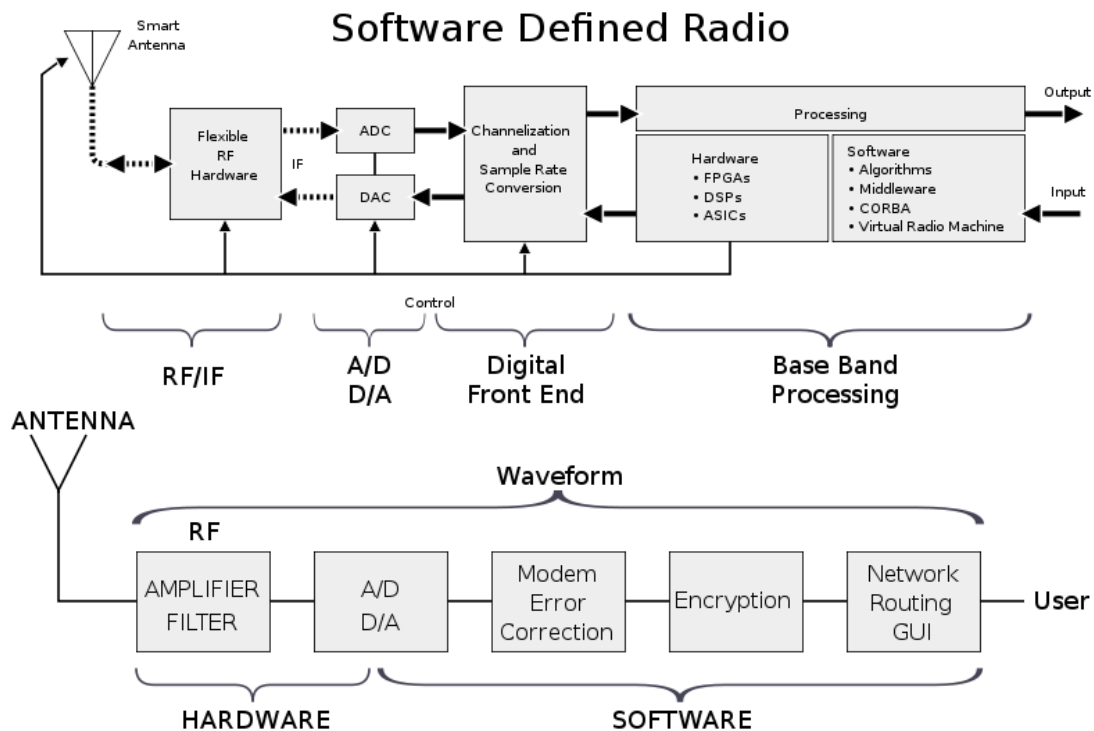 Software Defined Radio
Smart
Antenna
Flexible
RF
Hardware
IF
ADC
DAC
Channelization
and
Sample Rate
Conversion
Processing
Hardware
• FPGAs
• DSPs
• ASICs
Software
• Algorithms
• Middleware
• CORBA
• Virtual Radio Machine
Output
Input
Control
RF/IF
A/D
D/A
Digital
Front End
Base Band
Processing
ANTENNA
Waveform
RF
AMPLIFIER
FILTER
A/D
D/A
Modem
Error
Correction
Encryption
Network
Routing
GUI
User
HARDWARE
SOFTWARE